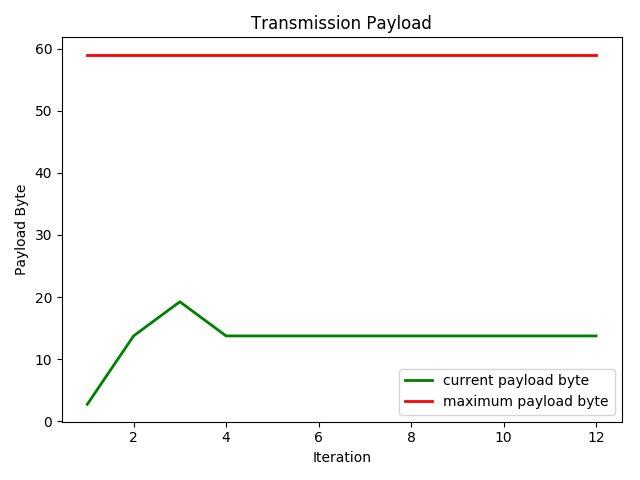 Transmission Payload
60
50
40
30
20
10
0
Payload Byte
current payload byte
maximum payload byte
2 4 6 8 10 12
Iteration